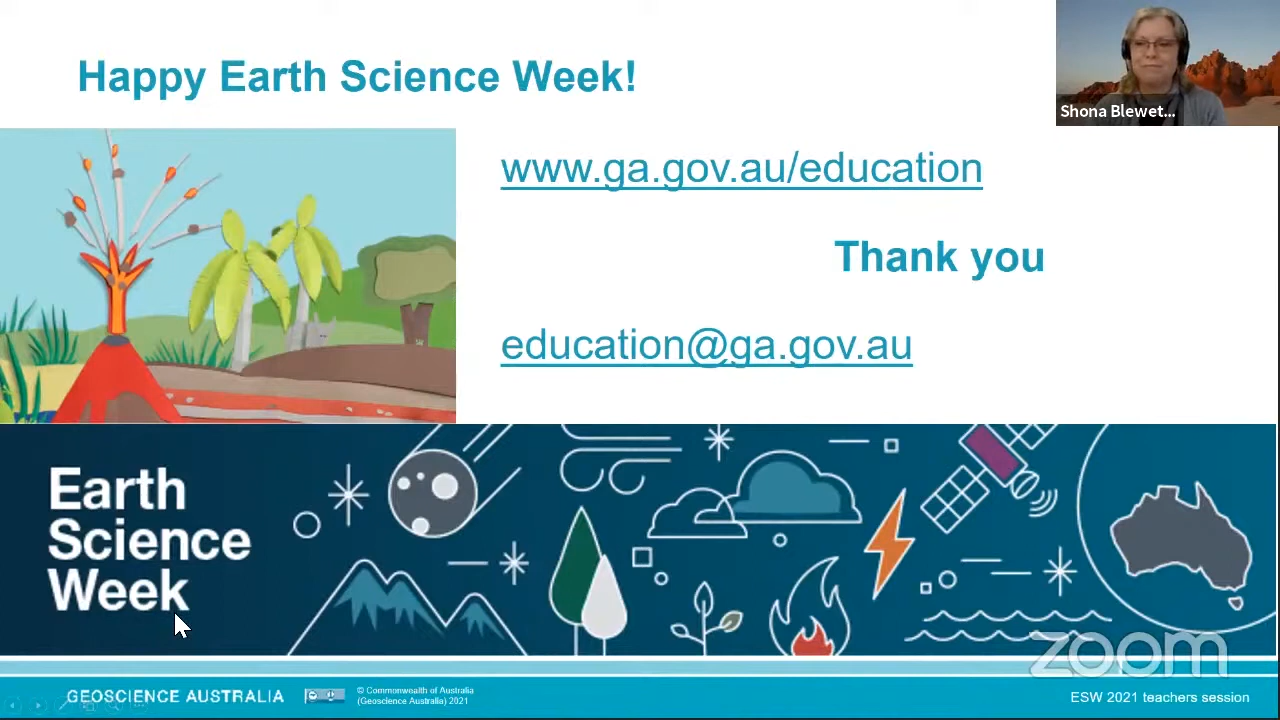 Happy Earth Science Week!
Shona Blewet...
www.ga.gov.au/education
Thank you
education@ga.gov.au
Earth
Science
Week
zoom
GEOSCIENCE AUSTRALIA
© Commonwealth of Australia
(Geoscience Australia) 2021
ESW 2021 teachers session